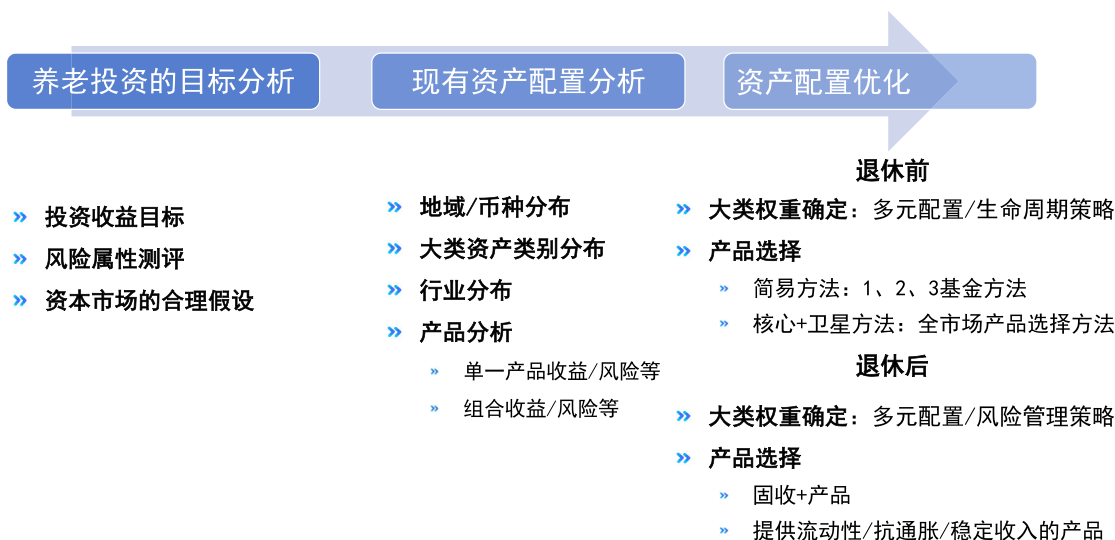 养老投资的目标分析
现有资产配置分析
资产配置优化
» 投资收益目标
» 风险属性测评
» 资本市场的合理假设
» 地域/币种分布
» 大类资产类别分布
» 行业分布
» 产品分析
» 单一产品收益/风险等
» 组合收益/风险等
退休前
» 大类权重确定：多元配置/生命周期策略
» 产品选择
» 简易方法：1、2、3基金方法
» 核心+卫星方法：全市场产品选择方法
退休后
» 大类权重确定：多元配置/风险管理策略
» 产品选择
» 固收+产品
» 提供流动性/抗通胀/稳定收入的产品